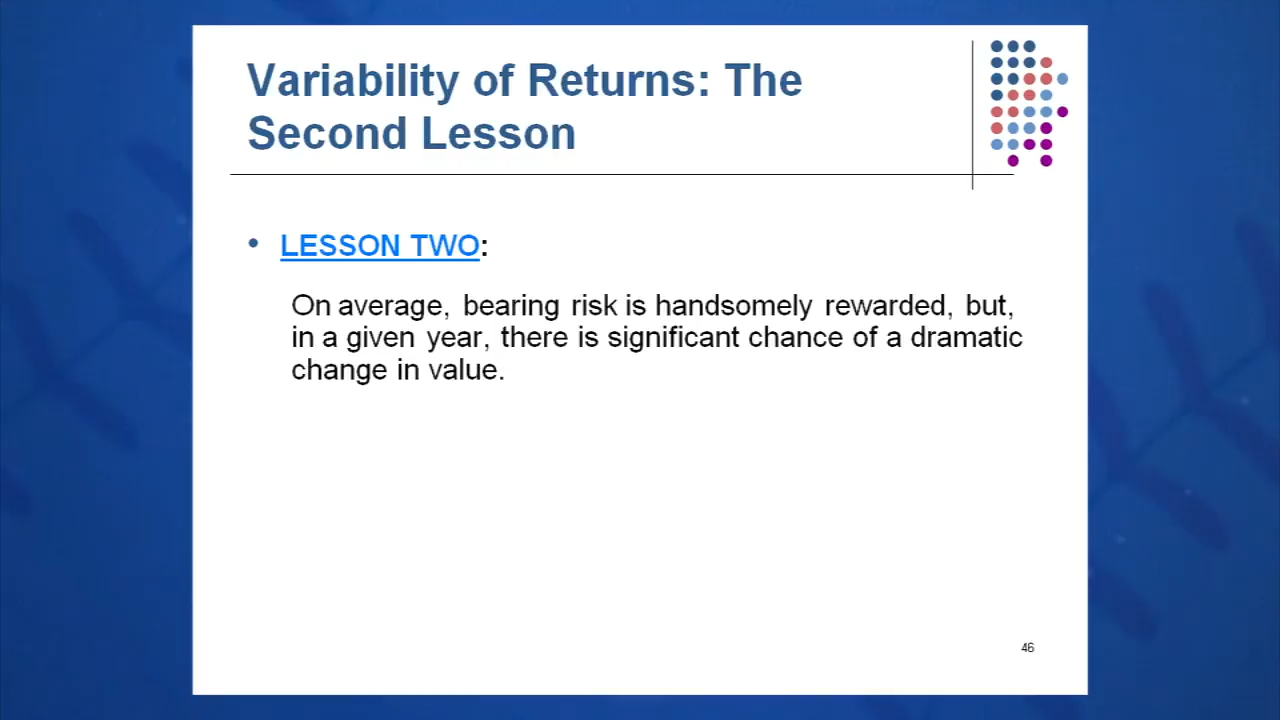 Variability of Returns: The
Second Lesson
• LESSON TWO:
On average, bearing risk is handsomely rewarded, but,
in a given year, there is significant chance of a dramatic
change in value.
46